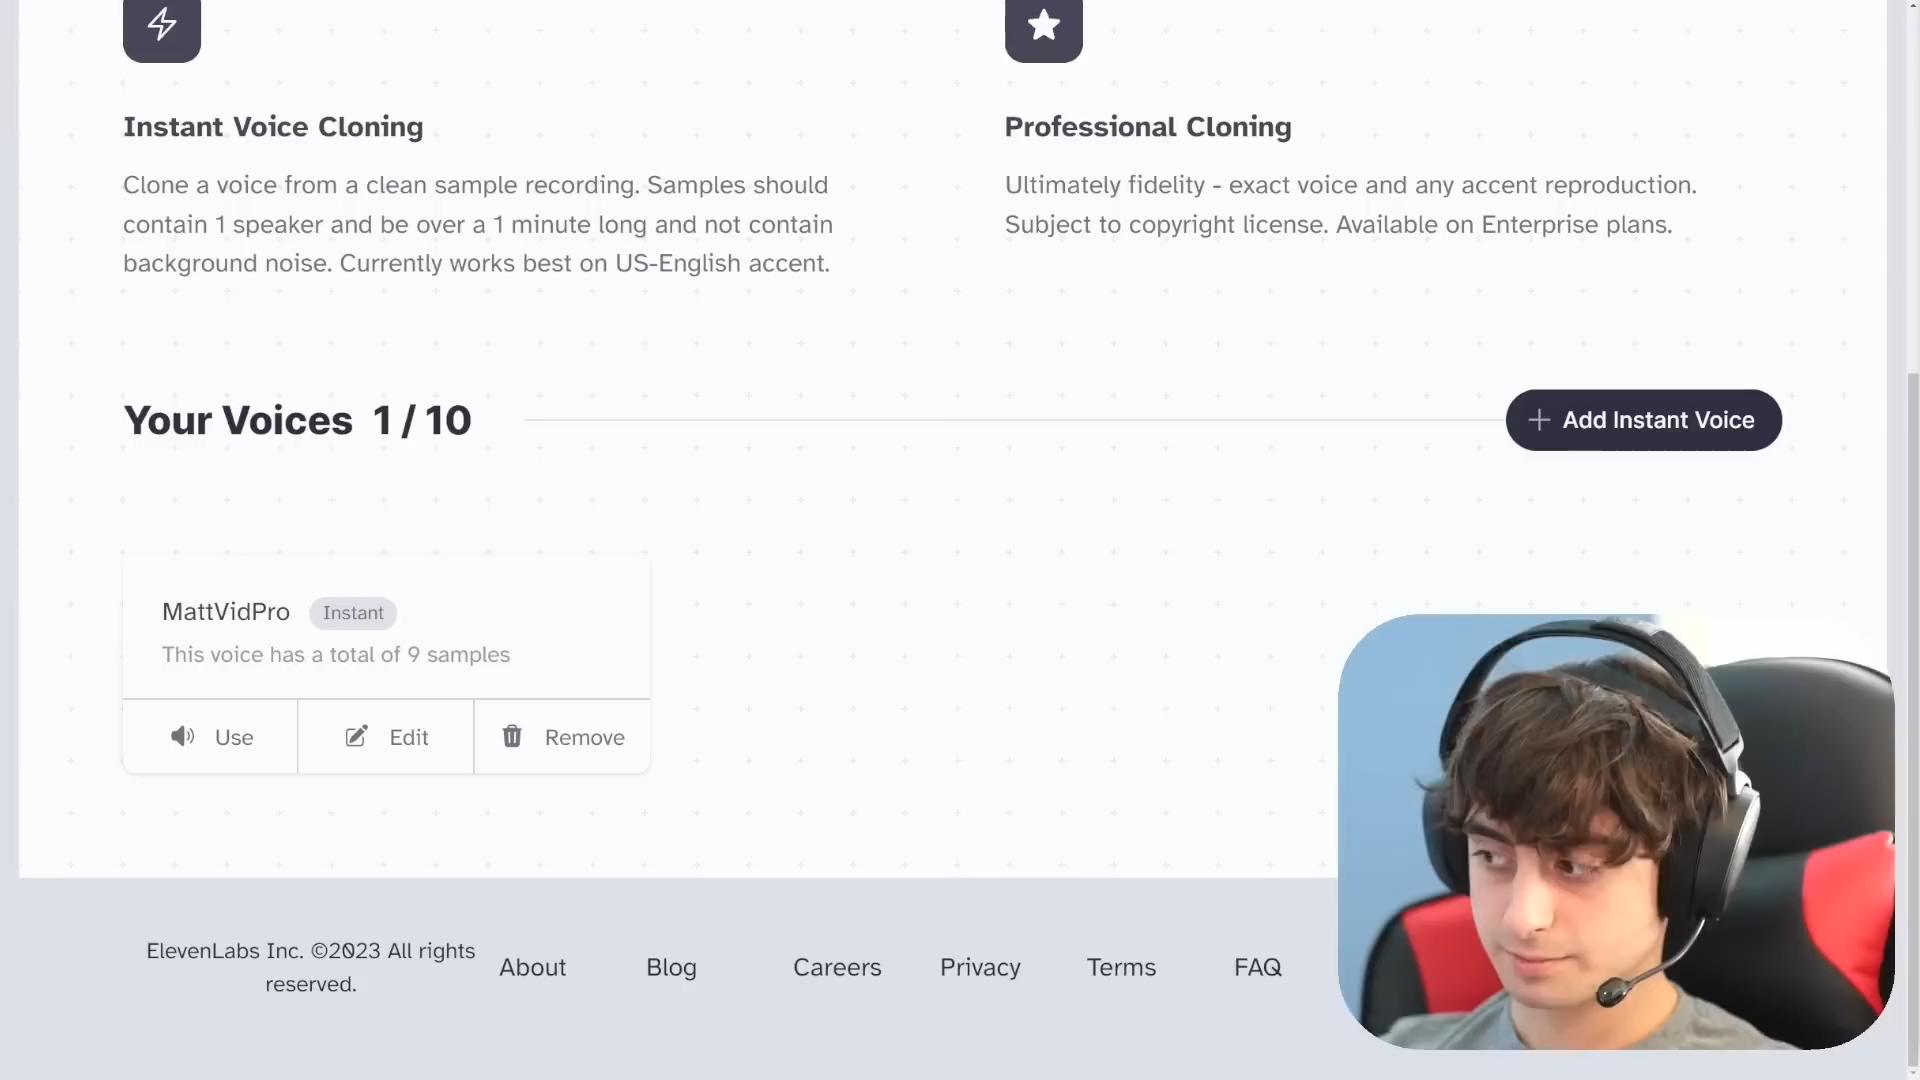 Instant Voice Cloning
Clone a voice from a clean sample recording. Samples should
contain 1 speaker and be over a 1 minute long and not contain
background noise. Currently works best on US-English accent.
Professional Cloning
Ultimately fidelity - exact voice and any accent reproduction.
Subject to copyright license. Available on Enterprise plans.
Your Voices 1 / 10
Add Instant Voice
MattVidPro Instant
This voice has a total of 9 samples
Use Edit Remove
ElevenLabs Inc. ©2023 All rights
reserved.
About Blog Careers Privacy Terms FAQ